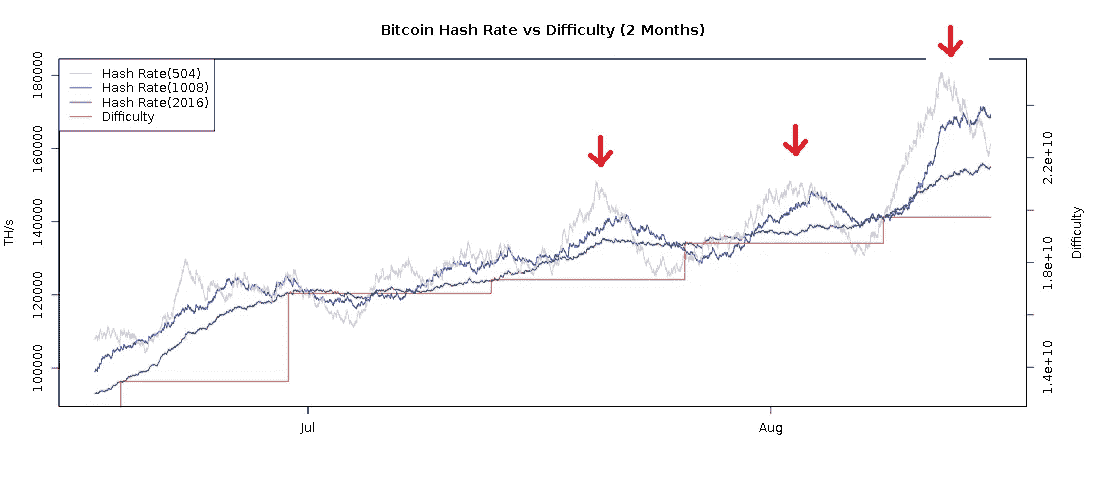 Bitcoin Hash Rate vs Difficulty (2 Months)
Hash Rate(504)
Hash Rate(1008)
Hash Rate(2016)
Difficulty
TH/s
180000
160000
140000
120000
100000
2.2e+10
1.8e+10
1.4e+10
Difficulty
Jul
Aug